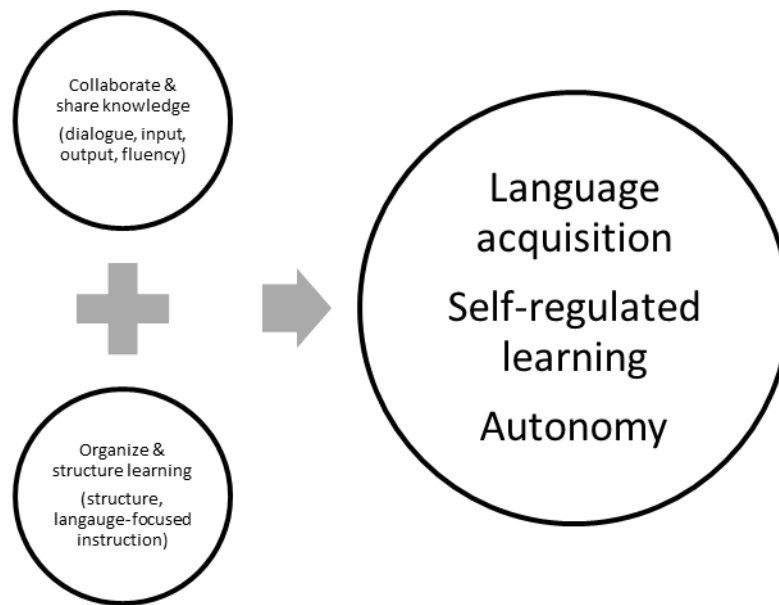 Collaborate &
share knowledge
(dialogue, input,
output, fluency)
Organize &
structure learning
(structure,
langauge-focused
instruction)
Language
acquisition
Self-regulated
learning
Autonomy